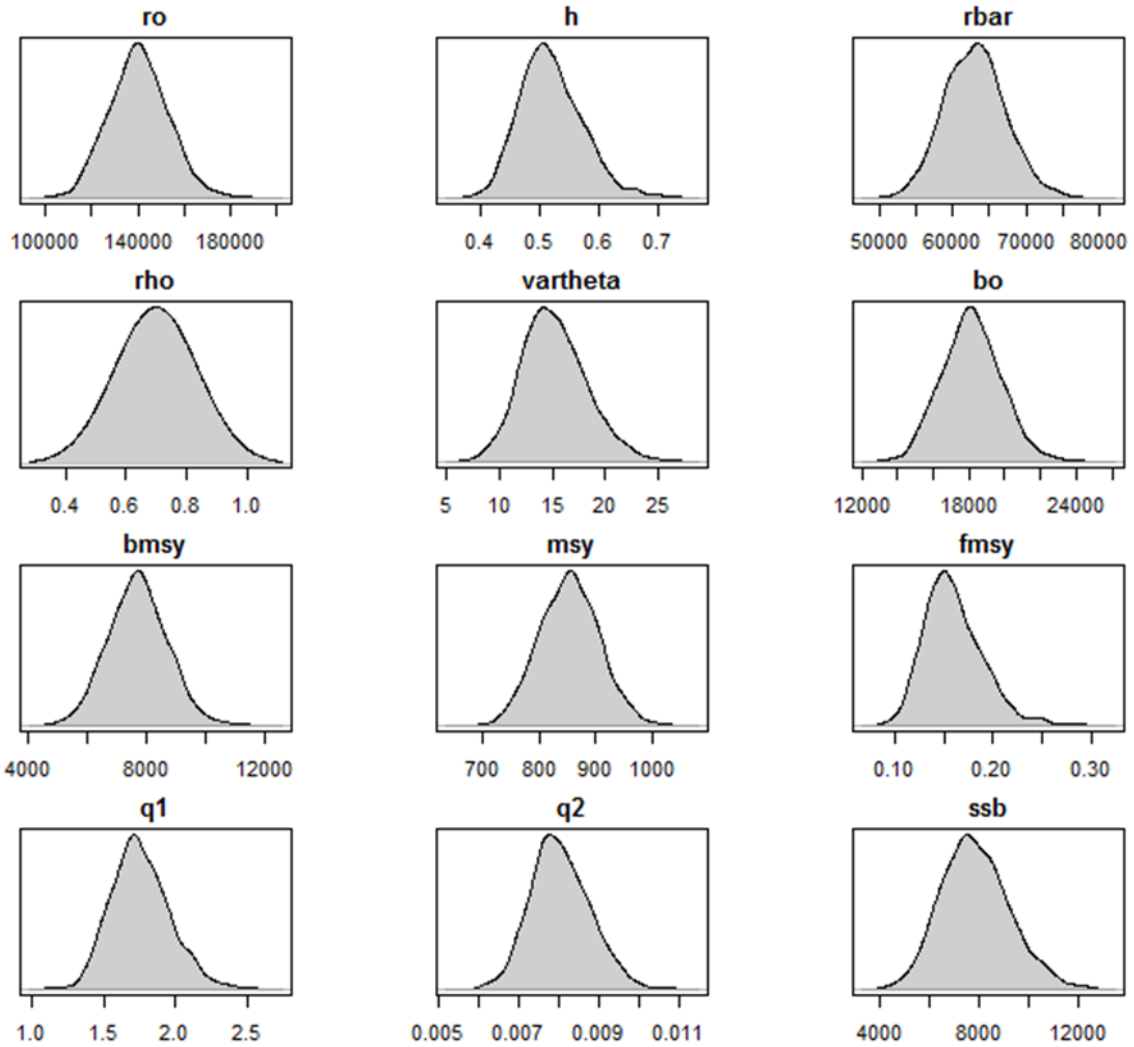 ro h rbar
100000 140000 180000 0.4 0.5 0.6 0.7 50000 60000 70000 80000
rho vartheta bo
0.4 0.6 0.8 1.0 5 10 15 20 25 12000 18000 24000
bmsy msy fmsy
4000 8000 12000 700 800 900 1000 0.10 0.20 0.30
q1 q2 ssb
1.0 1.5 2.0 2.5 0.005 0.007 0.009 0.011 4000 8000 12000